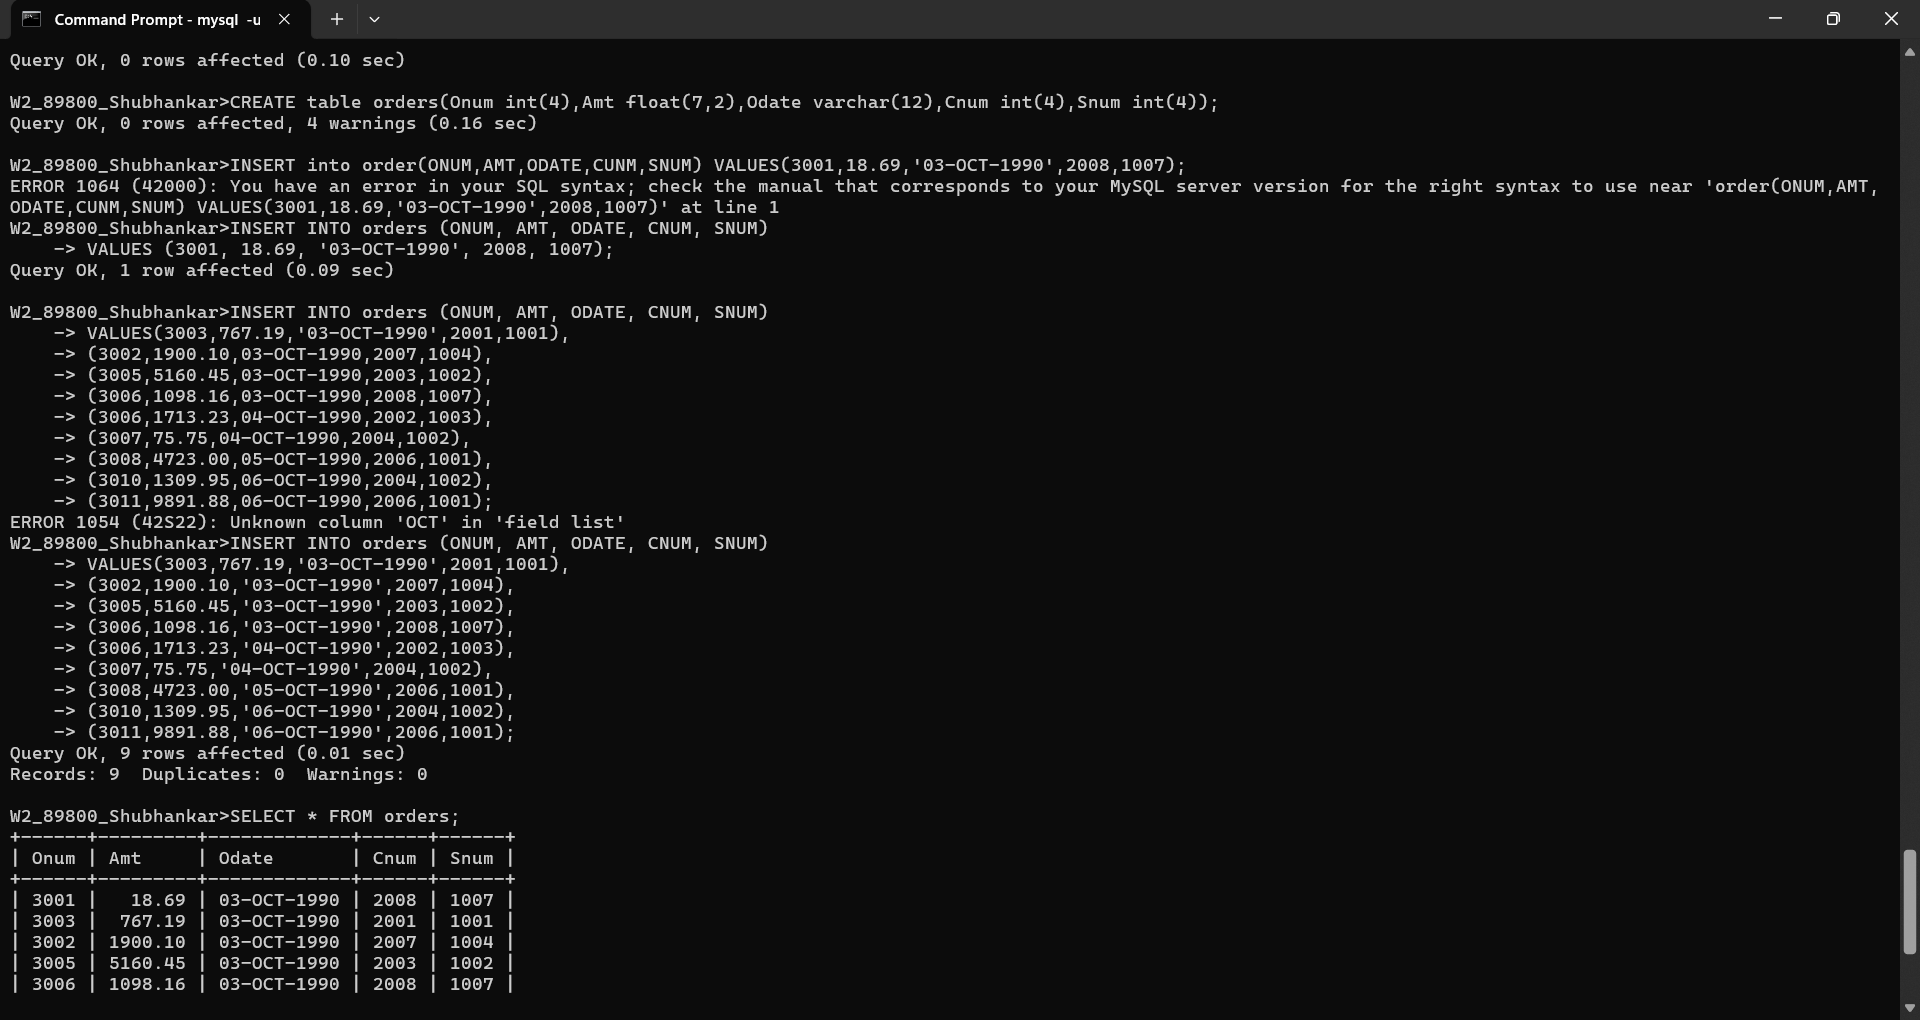 Command Prompt - mysql -u
Query OK, 0 rows affected (0.10 sec)
W2_89800_Shubhankar>CREATE table orders(Onum int(4),Amt float(7,2),Odate varchar(12),Cnum int(4),Snum int(4));
Query OK, 0 rows affected, 4 warnings (0.16 sec)
W2_89800_Shubhankar>INSERT into order(ONUM,AMT,ODATE,CUNM,SNUM) VALUES(3001,18.69,'03-OCT-1990',2008,1007);
ERROR 1064 (42000): You have an error in your SQL syntax; check the manual that corresponds to your MySQL server version for the right syntax to use near 'order(ONUM,AMT,
ODATE,CUNM,SNUM) VALUES(3001,18.69,'03-OCT-1990',2008,1007)' at line 1
W2_89800_Shubhankar>INSERT INTO orders (ONUM, AMT, ODATE, CNUM, SNUM)
    -> VALUES (3001, 18.69, '03-OCT-1990', 2008, 1007);
Query OK, 1 row affected (0.09 sec)
W2_89800_Shubhankar>INSERT INTO orders (ONUM, AMT, ODATE, CNUM, SNUM)
    -> VALUES(3003,767.19,'03-OCT-1990',2001,1001),
    -> (3002,1900.10,03-OCT-1990,2007,1004),
    -> (3005,5160.45,03-OCT-1990,2003,1002),
    -> (3006,1098.16,03-OCT-1990,2008,1007),
    -> (3006,1713.23,04-OCT-1990,2002,1003),
    -> (3007,75.75,04-OCT-1990,2004,1002),
    -> (3008,4723.00,05-OCT-1990,2006,1001),
    -> (3010,1309.95,06-OCT-1990,2004,1002),
    -> (3011,9891.88,06-OCT-1990,2006,1001);
ERROR 1054 (42S22): Unknown column 'OCT' in 'field list'
W2_89800_Shubhankar>INSERT INTO orders (ONUM, AMT, ODATE, CNUM, SNUM)
    -> VALUES(3003,767.19,'03-OCT-1990',2001,1001),
    -> (3002,1900.10,'03-OCT-1990',2007,1004),
    -> (3005,5160.45,'03-OCT-1990',2003,1002),
    -> (3006,1098.16,'03-OCT-1990',2008,1007),
    -> (3006,1713.23,'04-OCT-1990',2002,1003),
    -> (3007,75.75,'04-OCT-1990',2004,1002),
    -> (3008,4723.00,'05-OCT-1990',2006,1001),
    -> (3010,1309.95,'06-OCT-1990',2004,1002),
    -> (3011,9891.88,'06-OCT-1990',2006,1001);
Query OK, 9 rows affected (0.01 sec)
Records: 9  Duplicates: 0  Warnings: 0
W2_89800_Shubhankar>SELECT * FROM orders;
+------+---------+-------------+------+------+
| Onum | Amt     | Odate       | Cnum | Snum |
+------+---------+-------------+------+------+
| 3001 |   18.69 | 03-OCT-1990 | 2008 | 1007 |
| 3003 |  767.19 | 03-OCT-1990 | 2001 | 1001 |
| 3002 | 1900.10 | 03-OCT-1990 | 2007 | 1004 |
| 3005 | 5160.45 | 03-OCT-1990 | 2003 | 1002 |
| 3006 | 1098.16 | 03-OCT-1990 | 2008 | 1007 |